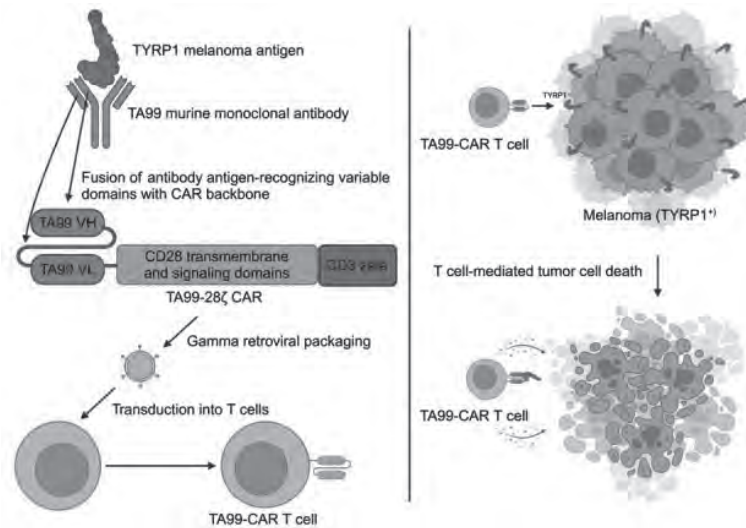 TYRP1 melanoma antigen
TA99 murine monoclonal antibody
Fusion of antibody antigen-recognizing variable
domains with CAR backbone
TA99 VH
TA99 VL
CD28 transmembrane
and signaling domains
CD3 zeta
TA99-28ζ CAR
Gamma retroviral packaging
Transduction into T cells
TA99-CAR T cell
TYRP1
TA99-CAR T cell
Melanoma (TYRP1⁺)
T cell-mediated tumor cell death
TA99-CAR T cell